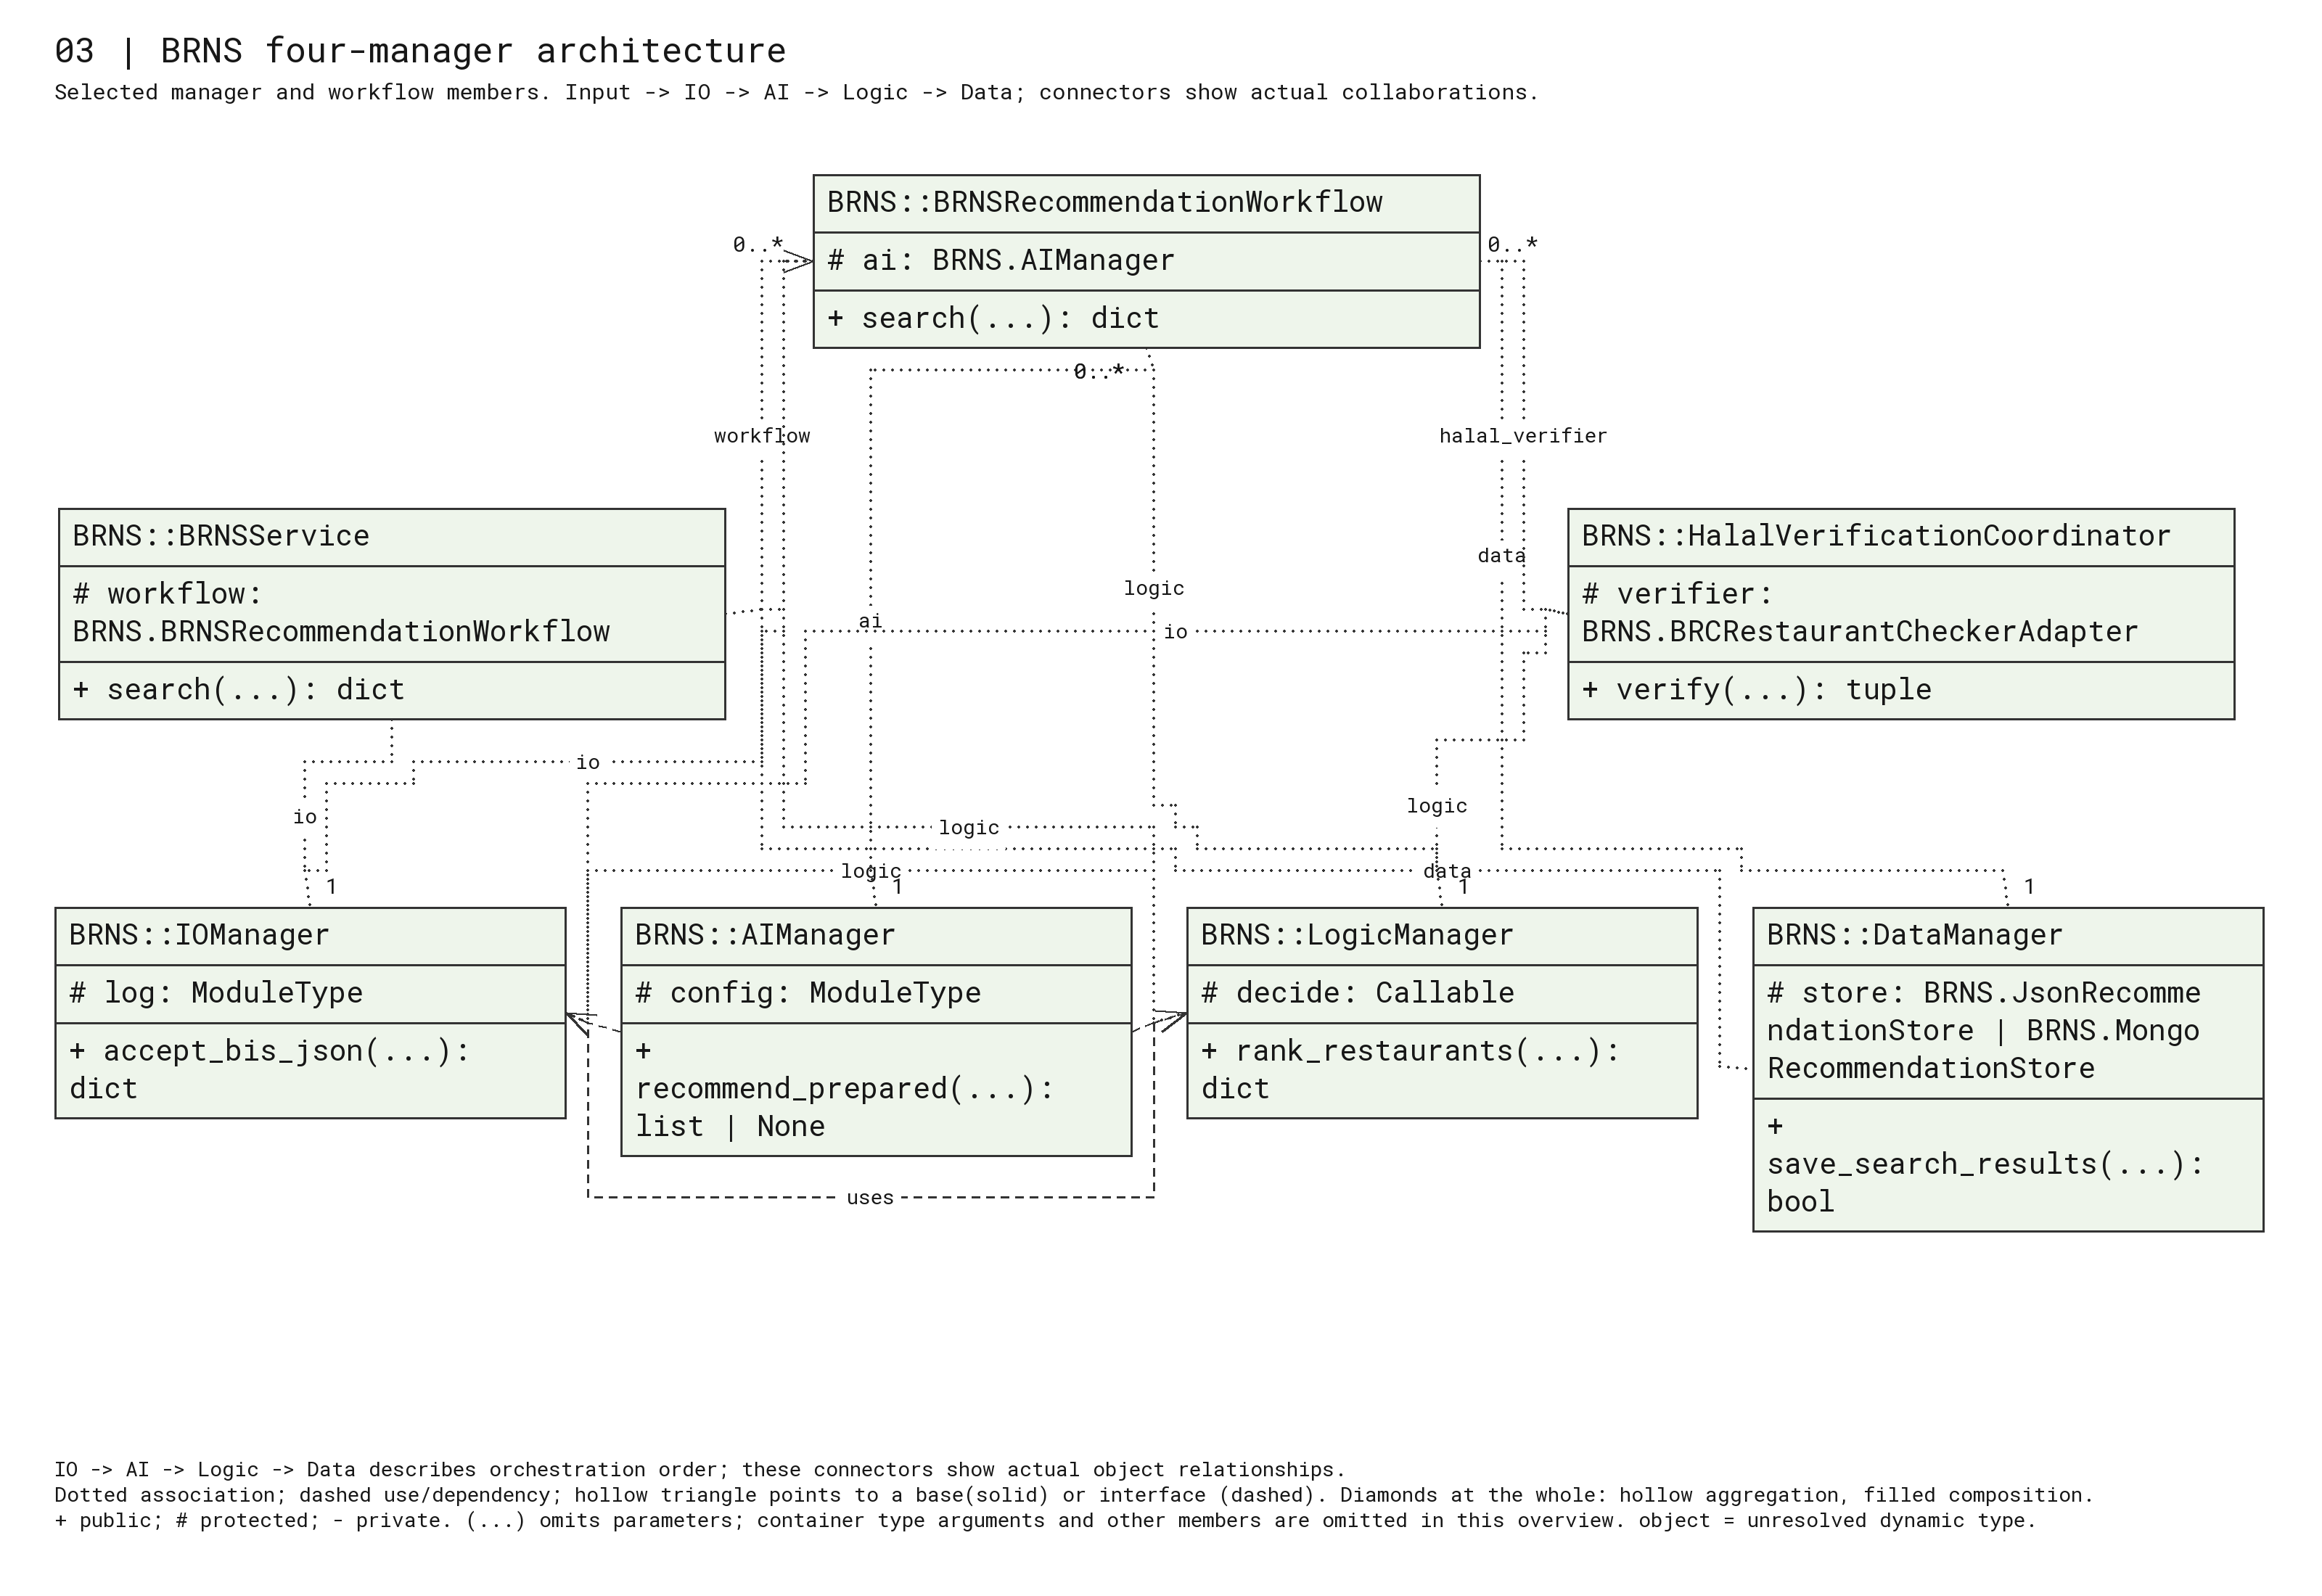 03 | BRNS four-manager architecture
Selected manager and workflow members. Input -> IO -> AI -> Logic -> Data; connectors show actual collaborations.
BRNS::BRNSRecommendationWorkflow
0..*
0..*
# ai: BRNS.AIManager
+ search(...): dict
0..*
workflow
halal_verifier
BRNS::BRNSService
# workflow:
BRNS.BRNSRecommendationWorkflow
+ search(...): dict
BRNS::HalalVerificationCoordinator
# verifier:
BRNS.BRCRestaurantCheckerAdapter
+ verify(...): tuple
data
logic
ai
io
io
io
logic
logic
logic
data
1
1
1
1
BRNS::IOManager
# log: ModuleType
+ accept_bis_json(...):
dict
BRNS::AIManager
# config: ModuleType
+
recommend_prepared(...):
list | None
BRNS::LogicManager
# decide: Callable
+ rank_restaurants(...):
dict
BRNS::DataManager
# store: BRNS.JsonRecomme
ndationStore | BRNS.Mongo
RecommendationStore
+
save_search_results(...):
bool
uses
IO -> AI -> Logic -> Data describes orchestration order; these connectors show actual object relationships.
Dotted association; dashed use/dependency; hollow triangle points to a base(solid) or interface (dashed). Diamonds at the whole: hollow aggregation, filled composition.
+ public; # protected; - private. (...) omits parameters; container type arguments and other members are omitted in this overview. object = unresolved dynamic type.